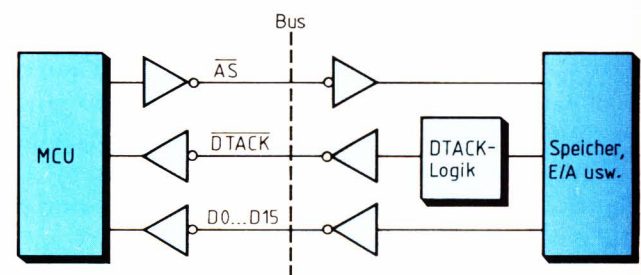 Bus
AS
MCU
DTACK
DTACK-
Logik
Speicher,
E/A usw.
D0...D15